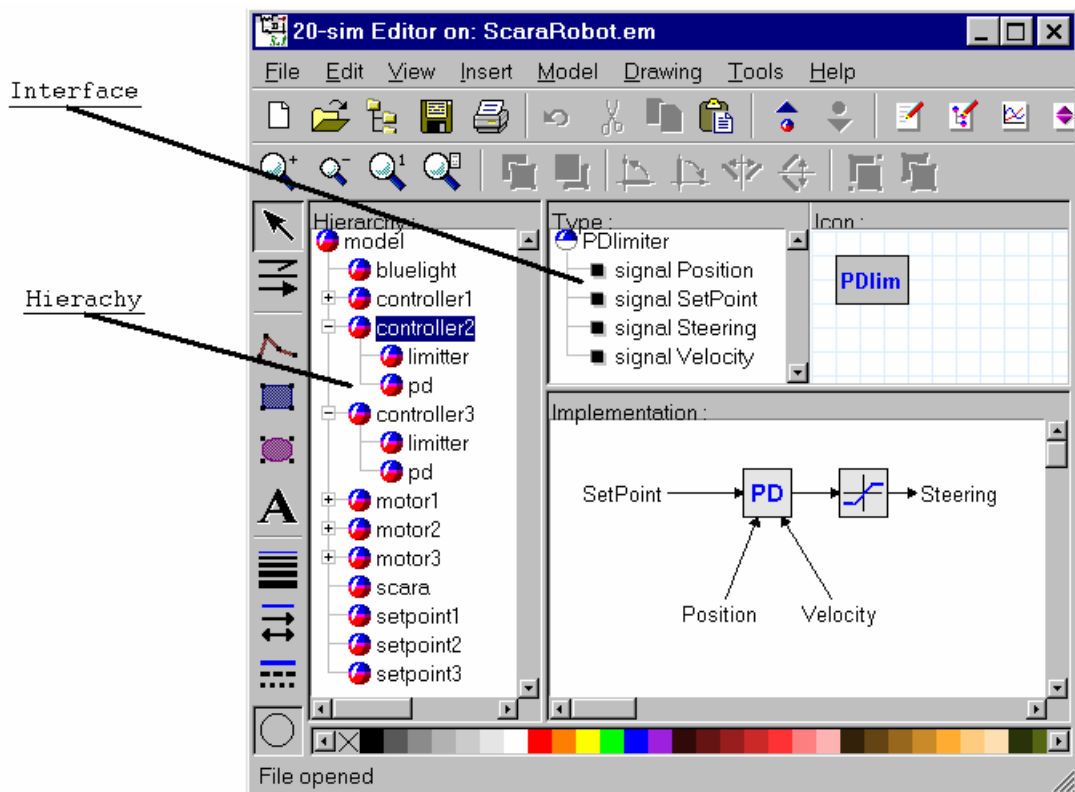 20-sim Editor on: ScaraRobot.em
File Edit View Insert Model Drawing Tools Help
Interface
Hierarchy :
model
bluelight
controller1
controller2
limitter
pd
controller3
limitter
pd
motor1
motor2
motor3
scara
setpoint1
setpoint2
setpoint3
Hierachy
Type :
PDlimiter
signal Position
signal SetPoint
signal Steering
signal Velocity
Icon :
PDlim
Implementation :
SetPoint PD Steering
Position Velocity
A
File opened